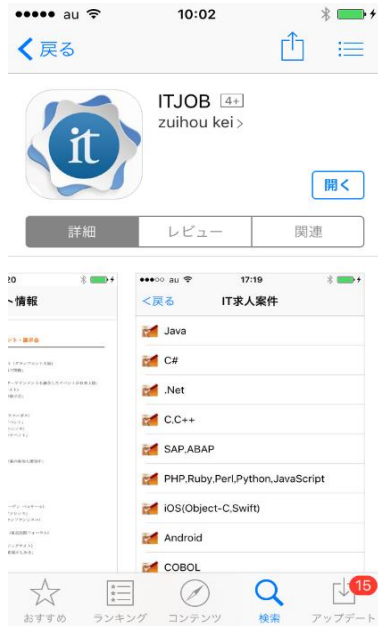 au 10:02
戻る
it
ITJOB 4+
zuihou kei >
開く
詳細 レビュー 関連
20
ト情報
au 17:19
<戻る IT求人案件
Java
C#
.Net
C.C++
SAP,ABAP
PHP,Ruby,Perl,Python,JavaScript
iOS(Object-C,Swift)
Android
COBOL
15
おすすめ ランキング コンテンツ 検索 アップデート